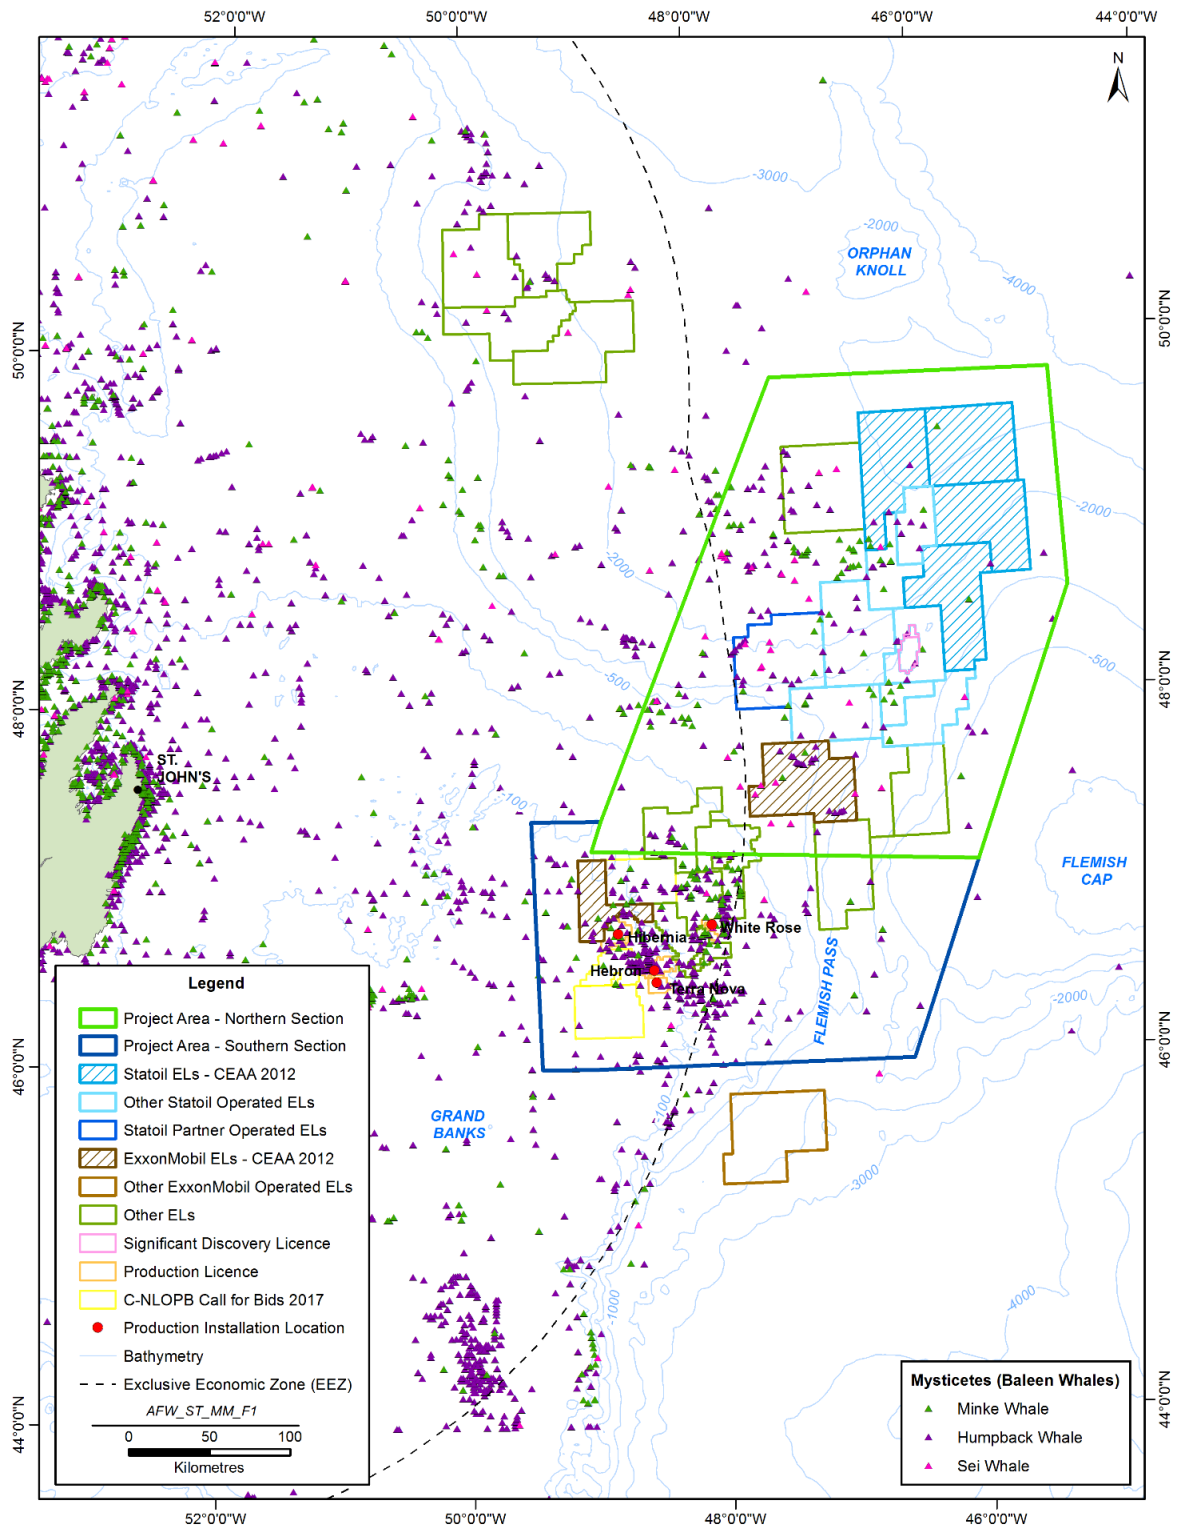 52°0'0"W 50°0'0"W 48°0'0"W 46°0'0"W 44°0'0"W
N
-3000
-2000
ORPHAN
KNOLL
-4000
50°0'0"N
50°0'0"N
-2000
-2000
-500
-500
48°0'0"N
48°0'0"N
ST.
JOHN'S
-100
FLEMISH
CAP
White Rose
Hibernia
Hebron
Terra Nova
FLEMISH PASS
-2000
46°0'0"N
46°0'0"N
-100
GRAND
BANKS
-3000
-1000
-4000
44°0'0"N
44°0'0"N
Legend
Project Area - Northern Section
Project Area - Southern Section
Statoil ELs - CEAA 2012
Other Statoil Operated ELs
Statoil Partner Operated ELs
ExxonMobil ELs - CEAA 2012
Other ExxonMobil Operated ELs
Other ELs
Significant Discovery Licence
Production Licence
C-NLOPB Call for Bids 2017
Production Installation Location
Bathymetry
Exclusive Economic Zone (EEZ)
AFW_ST_MM_F1
0 50 100
Kilometres
Mysticetes (Baleen Whales)
Minke Whale
Humpback Whale
Sei Whale
52°0'0"W 50°0'0"W 48°0'0"W 46°0'0"W